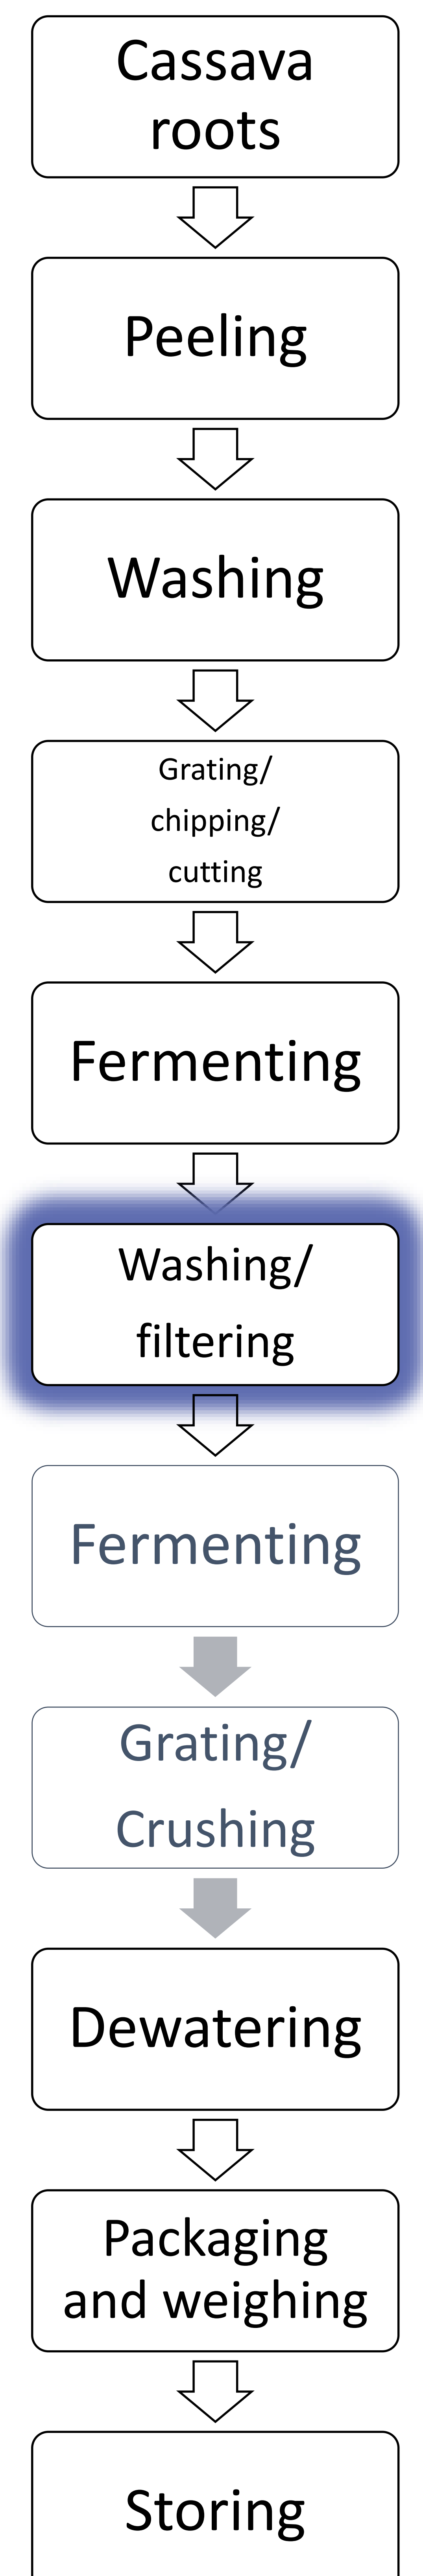 Cassava
roots
Peeling
Washing
Grating/
chipping/
cutting
Fermenting
Washing/
filtering
Fermenting
Grating/
Crushing
Dewatering
Packaging
and weighing
Storing